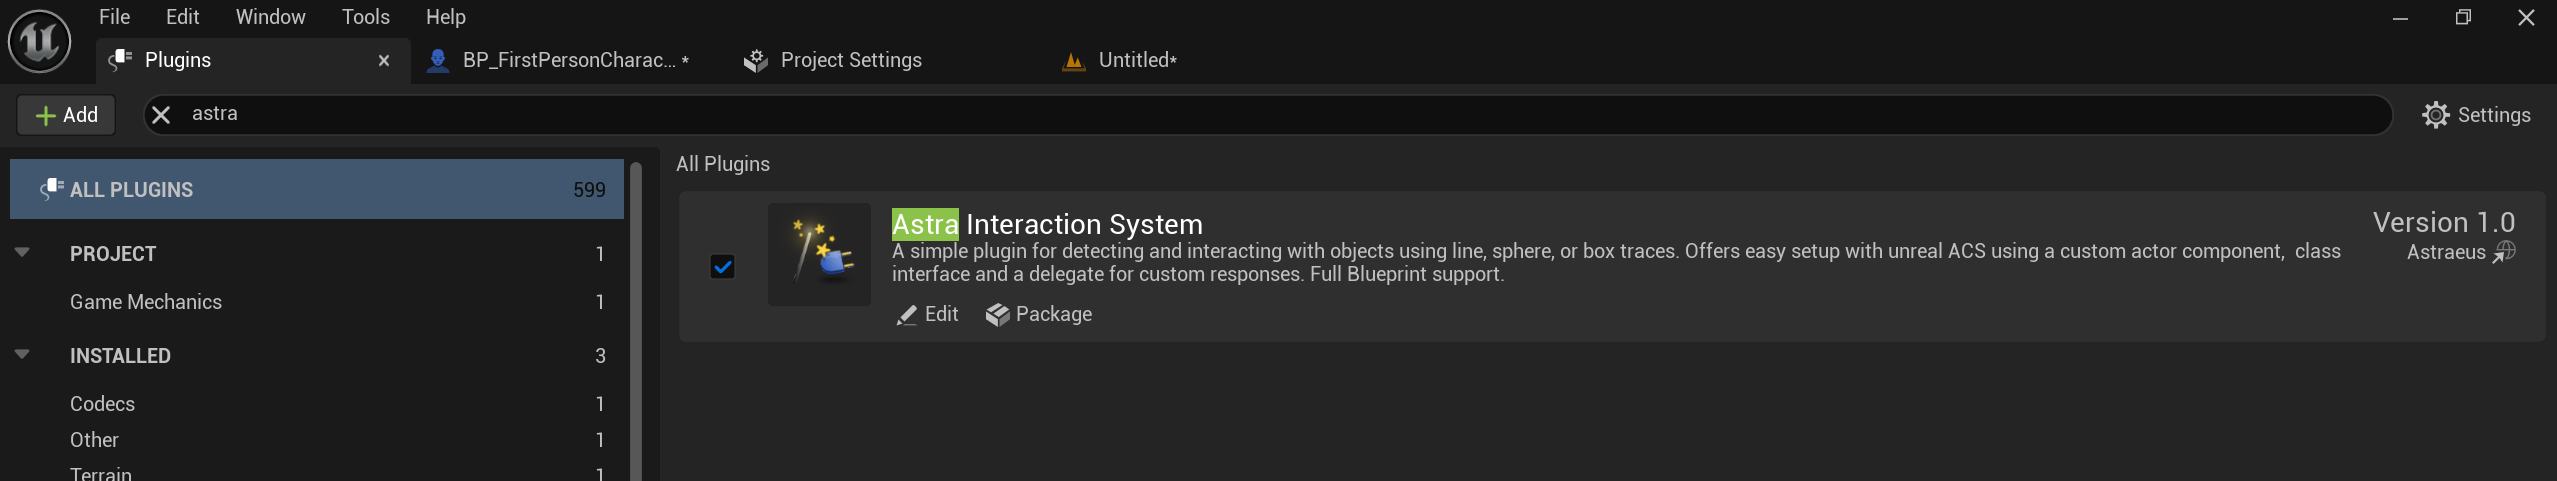 File Edit Window Tools Help
Plugins
BP_FirstPersonCharac... *
Project Settings
Untitled*
Add
astra
Settings
ALL PLUGINS 599
PROJECT 1
Game Mechanics 1
INSTALLED 3
Codecs 1
Other 1
Terrain 1
All Plugins
Astra Interaction System
A simple plugin for detecting and interacting with objects using line, sphere, or box traces. Offers easy setup with unreal ACS using a custom actor component,  class
interface and a delegate for custom responses. Full Blueprint support.
Edit Package
Version 1.0
Astraeus